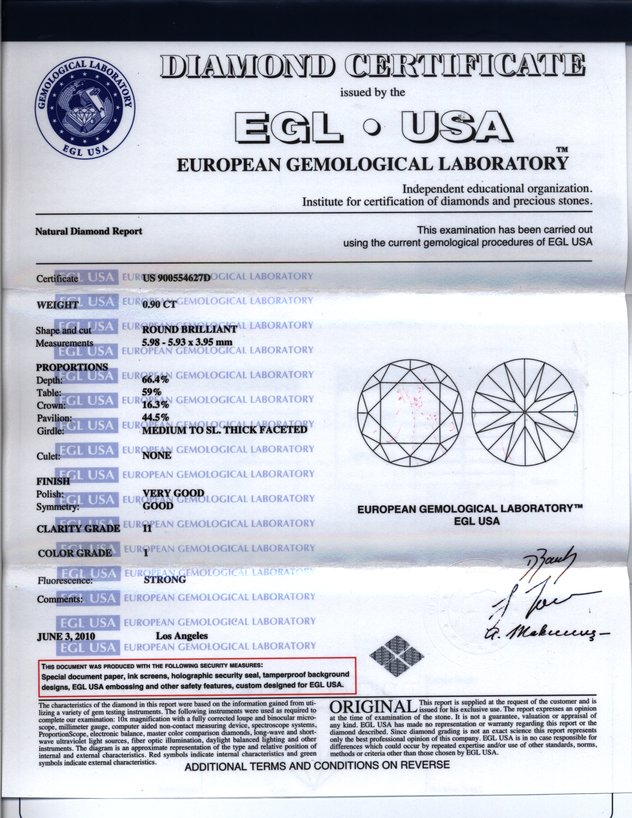 GEMOLOGICAL LABORATORY
EGL USA
DIAMOND CERTIFICATE
issued by the
EGL • USA
EUROPEAN GEMOLOGICAL LABORATORY™
Independent educational organization.
Institute for certification of diamonds and precious stones.
Natural Diamond Report
This examination has been carried out
using the current gemological procedures of EGL USA
Certificate US 900554627D
WEIGHT 0.90 CT
Shape and cut ROUND BRILLIANT
Measurements 5.98 - 5.93 x 3.95 mm
PROPORTIONS
Depth: 66.4%
Table: 59%
Crown: 16.3%
Pavilion: 44.5%
Girdle: MEDIUM TO SL. THICK FACETED
Culet: NONE
FINISH
Polish: VERY GOOD
Symmetry: GOOD
CLARITY GRADE I1
COLOR GRADE I
Fluorescence: STRONG
Comments:
EUROPEAN GEMOLOGICAL LABORATORY™
EGL USA
JUNE 3, 2010 Los Angeles
EGL USA EUROPEAN GEMOLOGICAL LABORATORY
THIS DOCUMENT WAS PRODUCED WITH THE FOLLOWING SECURITY MEASURES:
Special document paper, ink screens, holographic security seal, tamperproof background
designs, EGL USA embossing and other safety features, custom designed for EGL USA.
The characteristics of the diamond in this report were based on the information gained from uti-
lizing a variety of gem testing instruments. The following instruments were used as required to
complete our examination: 10x magnification with a fully corrected loupe and binocular micro-
scope, millimeter gauge, computer aided non-contact measuring device, spectroscope systems,
ProportionScope, electronic balance, master color comparison diamonds, long-wave and short-
wave ultraviolet light sources, fiber optic illumination, daylight balanced lighting and other
instruments. The diagram is an approximate representation of the type and relative position of
internal and external characteristics. Red symbols indicate internal characteristics and green
symbols indicate external characteristics.
ORIGINAL This report is supplied at the request of the customer and is
issued for his exclusive use. The report expresses an opinion
at the time of examination of the stone. It is not a guarantee, valuation or appraisal of
any kind. EGL USA has made no representation or warranty regarding this report or the
diamond described. Since diamond grading is not an exact science this report represents
only the best professional opinion of this company. EGL USA is in no case responsible for
differences which could occur by repeated expertise and/or use of other standards, norms,
methods or criteria other than those chosen by EGL USA.
ADDITIONAL TERMS AND CONDITIONS ON REVERSE